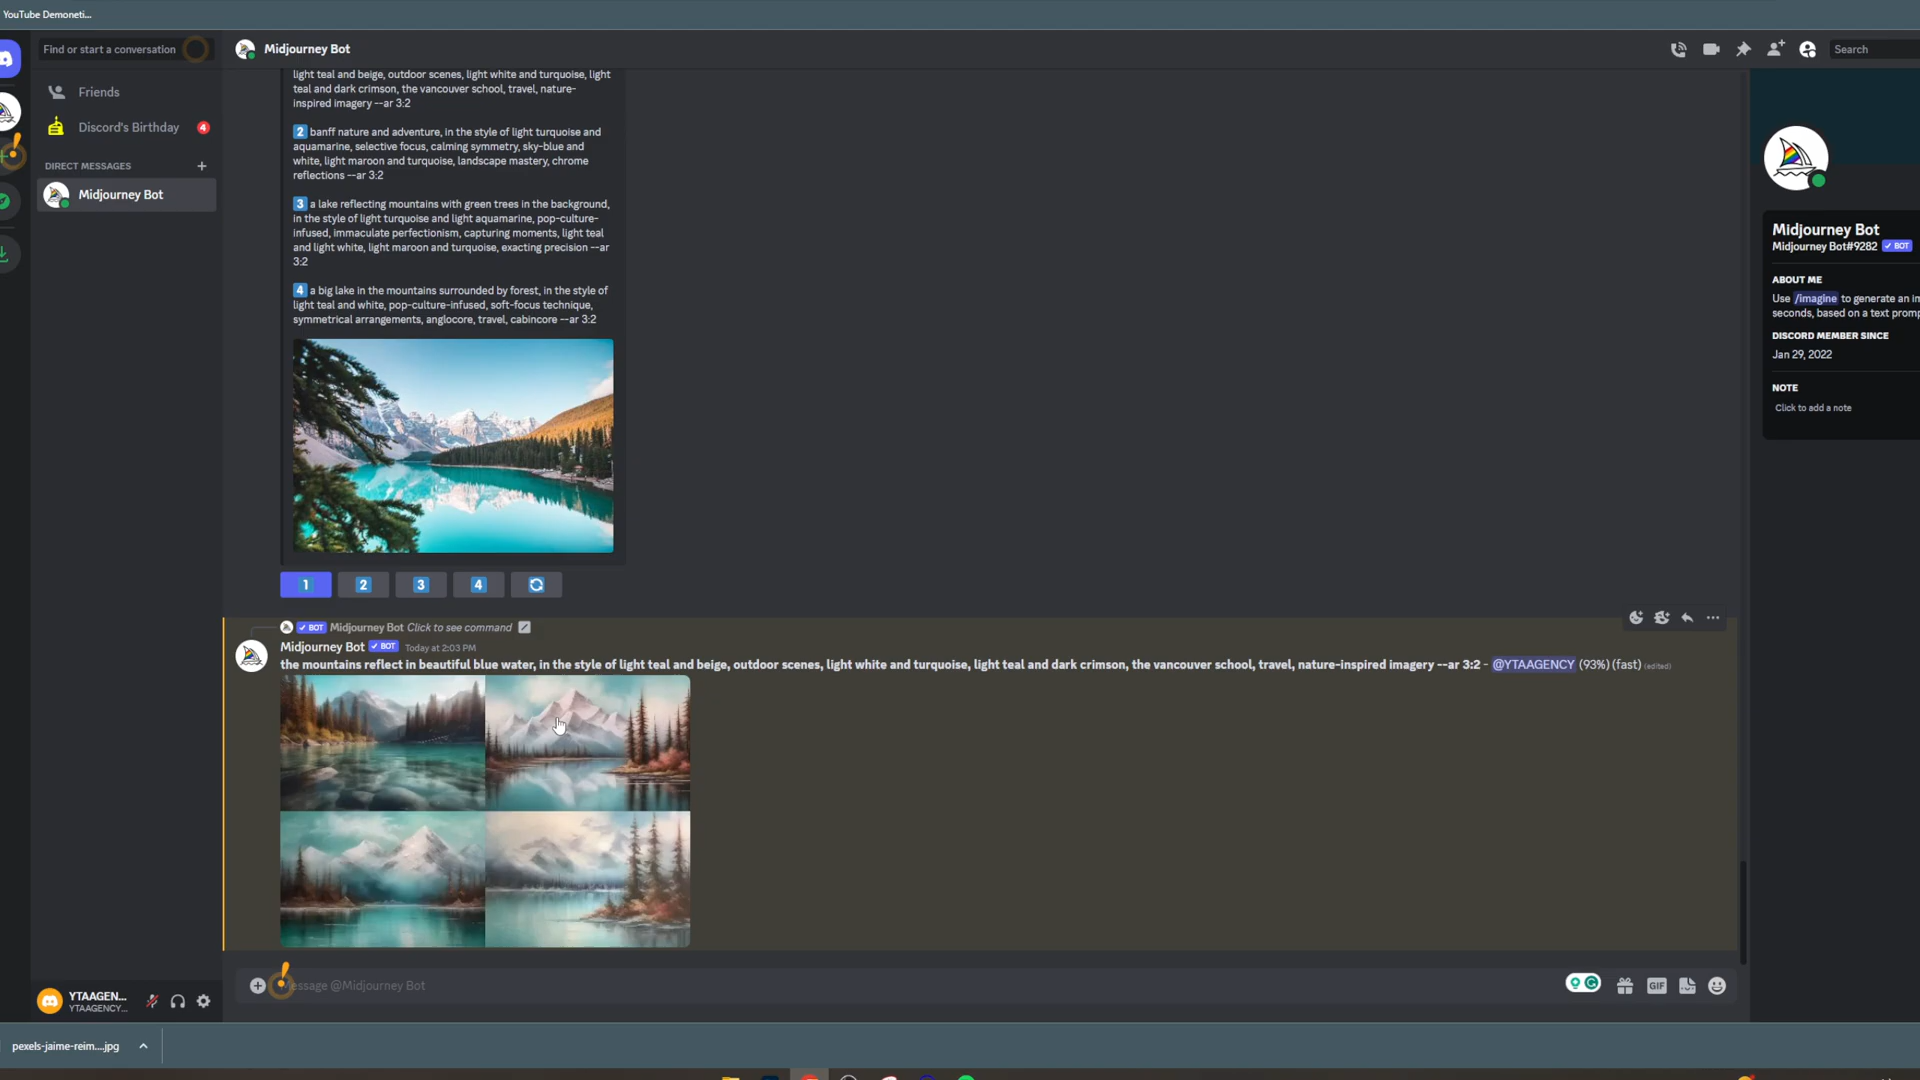 YouTube Demoneti...
Find or start a conversation
Friends
Discord's Birthday 4
DIRECT MESSAGES +
Midjourney Bot
YTAAGEN...
YTAAGENCY...
Midjourney Bot
light teal and beige, outdoor scenes, light white and turquoise, light
teal and dark crimson, the vancouver school, travel, nature-
inspired imagery --ar 3:2
2 banff nature and adventure, in the style of light turquoise and
aquamarine, selective focus, calming symmetry, sky-blue and
white, light maroon and turquoise, landscape mastery, chrome
reflections --ar 3:2
3 a lake reflecting mountains with green trees in the background,
in the style of light turquoise and light aquamarine, pop-culture-
infused, immaculate perfectionism, capturing moments, light teal
and light white, light maroon and turquoise, exacting precision --ar
3:2
4 a big lake in the mountains surrounded by forest, in the style of
light teal and white, pop-culture-infused, soft-focus technique,
symmetrical arrangements, anglocore, travel, cabincore --ar 3:2
1 2 3 4
BOT Midjourney Bot Click to see command
Midjourney Bot BOT Today at 2:03 PM
the mountains reflect in beautiful blue water, in the style of light teal and beige, outdoor scenes, light white and turquoise, light teal and dark crimson, the vancouver school, travel, nature-inspired imagery --ar 3:2 - @YTAAGENCY (93%) (fast) (edited)
Message @Midjourney Bot
GIF
Search
Midjourney Bot
Midjourney Bot#9282 BOT
ABOUT ME
Use /imagine to generate an im
seconds, based on a text promp
DISCORD MEMBER SINCE
Jan 29, 2022
NOTE
Click to add a note
pexels-jaime-reim....jpg